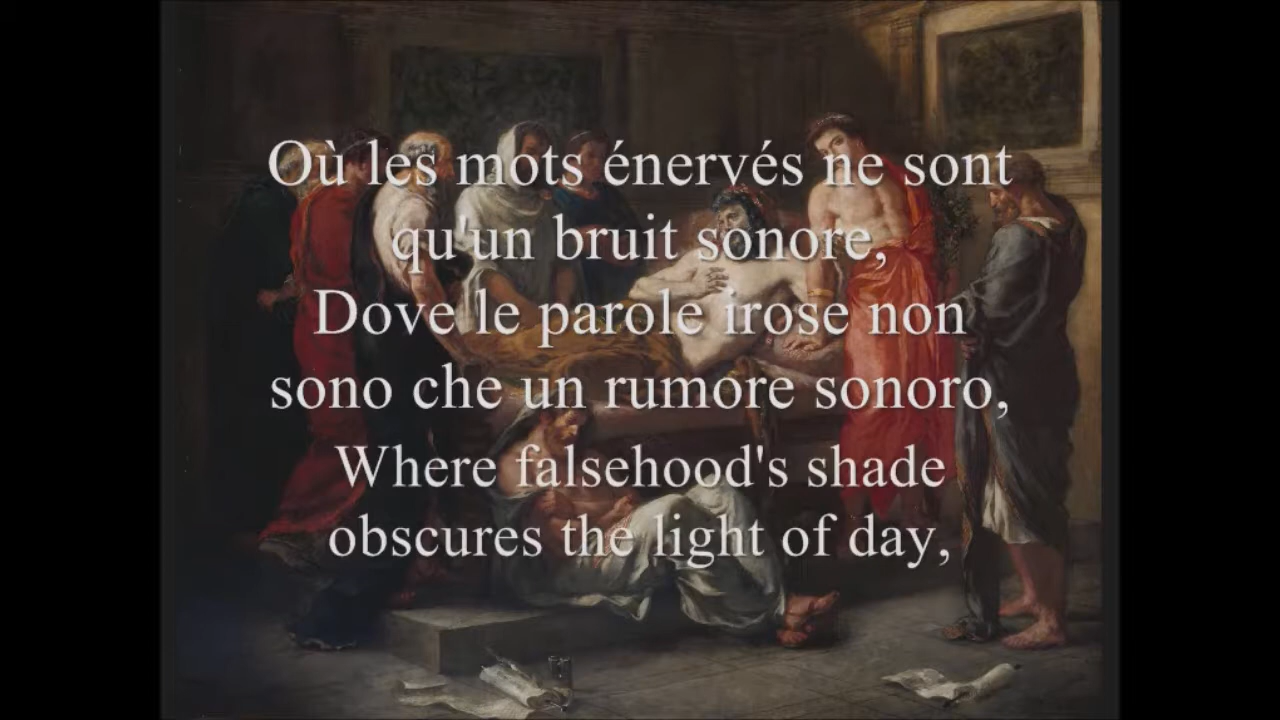 Où les mots énervés ne sont
qu'un bruit sonore,
Dove le parole irose non
sono che un rumore sonoro,
Where falsehood's shade
obscures the light of day,